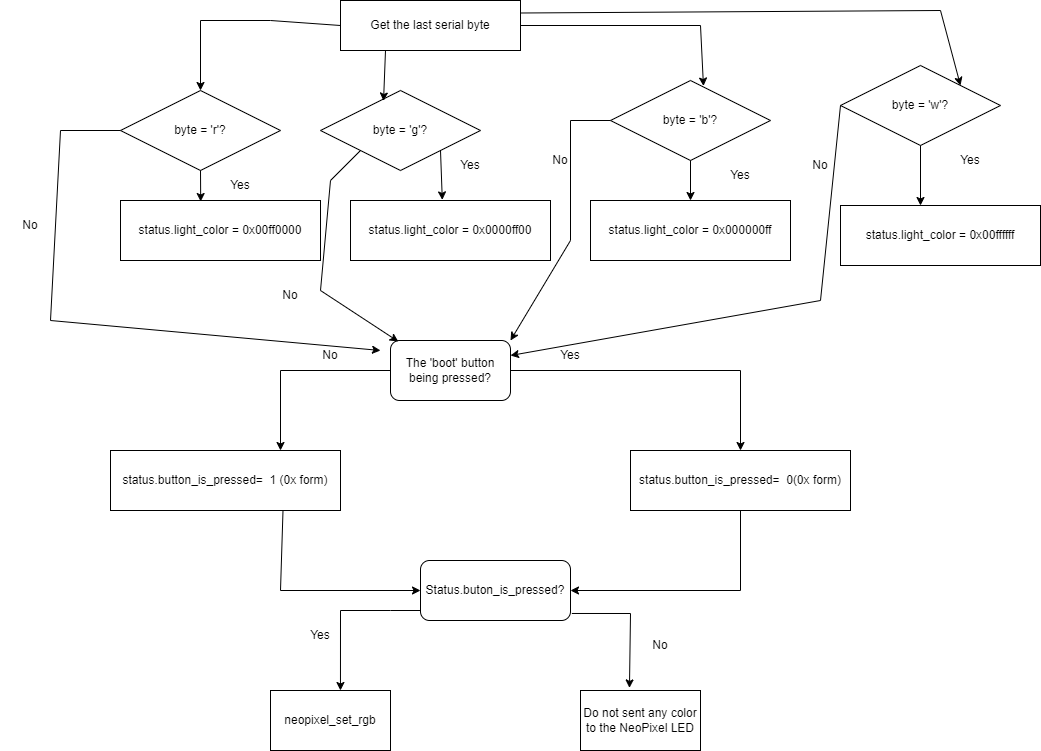 Get the last serial byte
byte = 'r'?
byte = 'g'?
byte = 'b'?
byte = 'w'?
No
Yes
Yes
No
Yes
No
Yes
No
status.light_color = 0x00ff0000
status.light_color = 0x0000ff00
status.light_color = 0x000000ff
status.light_color = 0x00ffffff
No
The 'boot' button
being pressed?
No
Yes
status.button_is_pressed=  1 (0x form)
status.button_is_pressed=  0(0x form)
Status.buton_is_pressed?
Yes
No
neopixel_set_rgb
Do not sent any color
to the NeoPixel LED